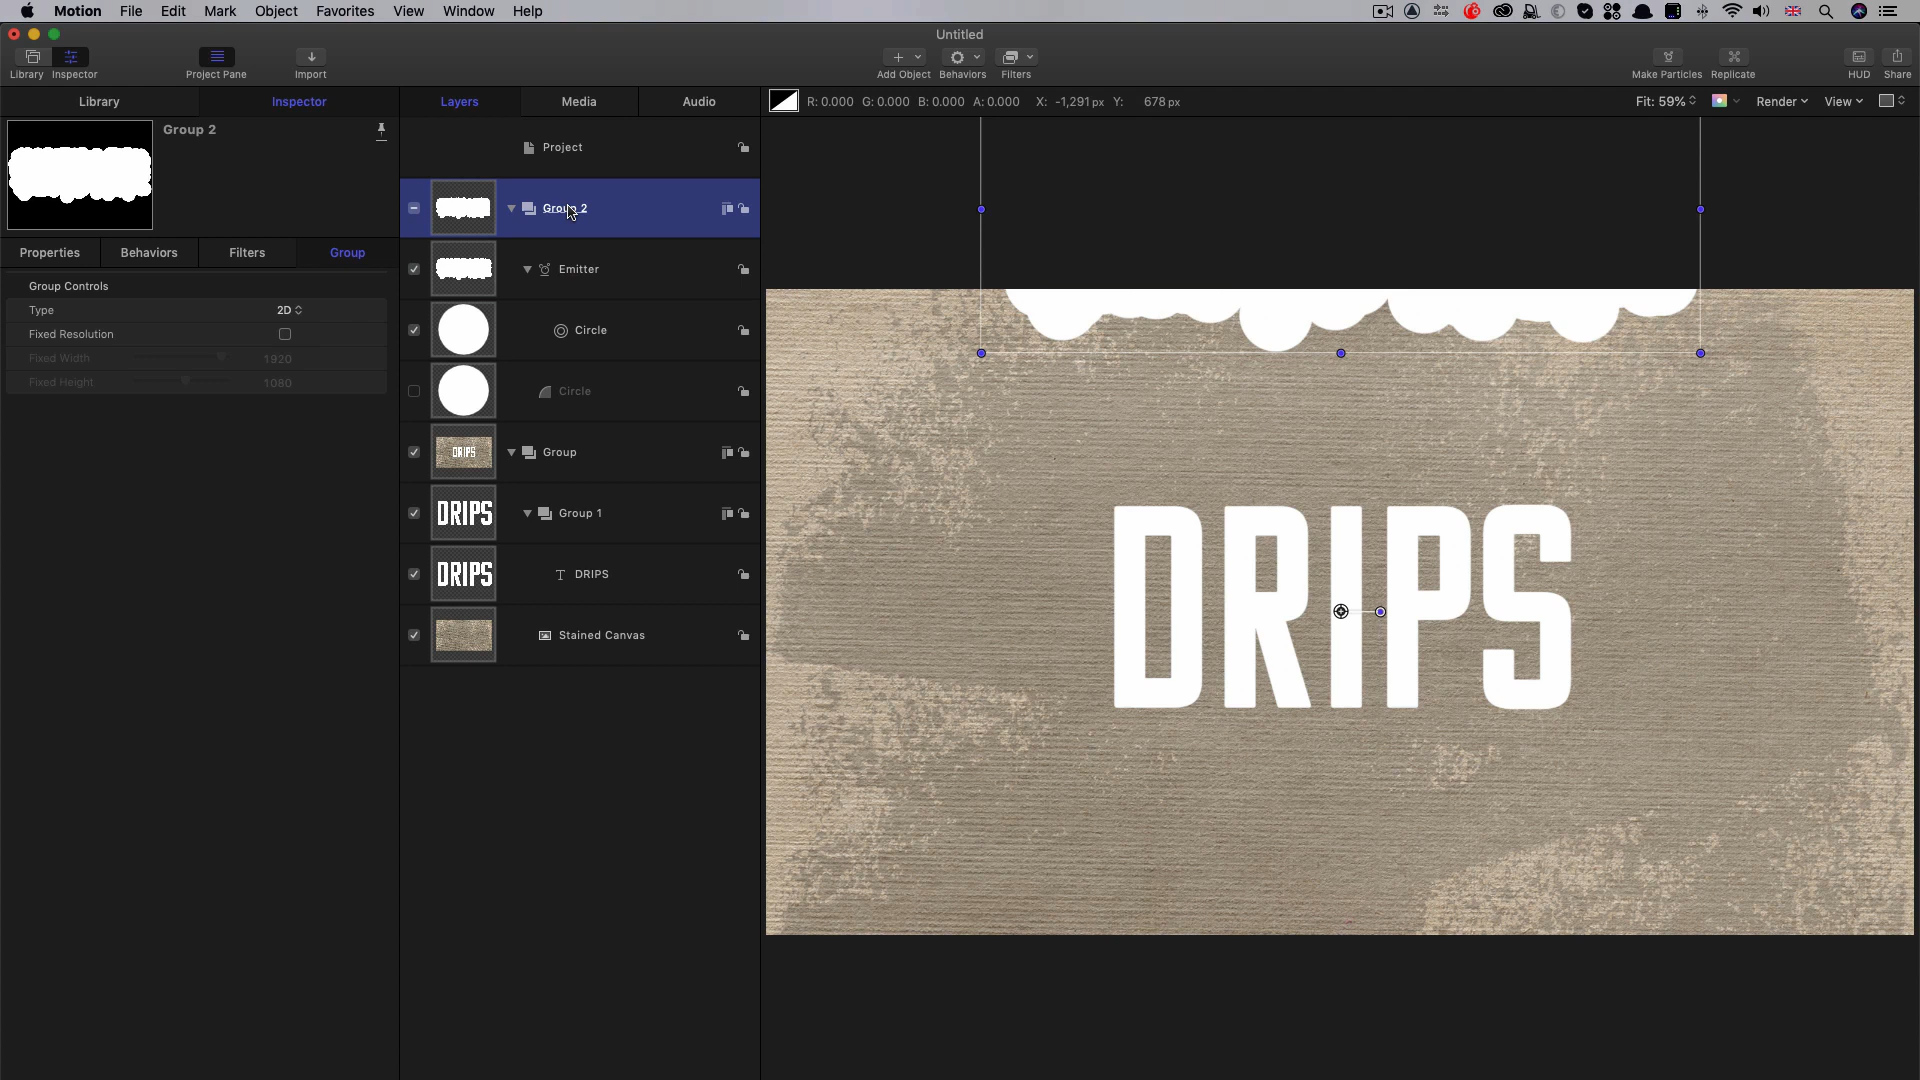 Motion File Edit Mark Object Favorites View Window Help
Untitled
Library Inspector Project Pane Import Add Object Behaviors Filters Make Particles Replicate HUD Share
Library Inspector Layers Media Audio R: 0.000 G: 0.000 B: 0.000 A: 0.000 X: -1,291 px Y: 678 px Fit: 59% Render View
Group 2
Project
Group 2
Properties Behaviors Filters Group
Emitter
Group Controls
Type 2D
Fixed Resolution
Circle
Fixed Width 1920
Fixed Height 1080
Circle
DRIPS Group
DRIPS Group 1
DRIPS DRIPS
Stained Canvas
DRIPS